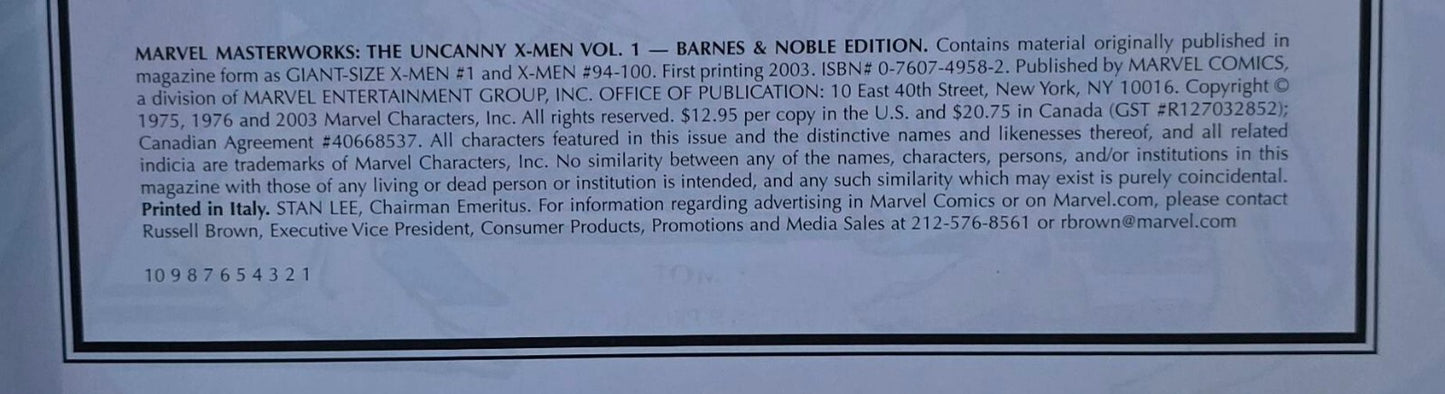 MARVEL MASTERWORKS: THE UNCANNY X-MEN VOL. 1 — BARNES & NOBLE EDITION. Contains material originally published in
magazine form as GIANT-SIZE X-MEN #1 and X-MEN #94-100. First printing 2003. ISBN# 0-7607-4958-2. Published by MARVEL COMICS,
a division of MARVEL ENTERTAINMENT GROUP, INC. OFFICE OF PUBLICATION: 10 East 40th Street, New York, NY 10016. Copyright ©
1975, 1976 and 2003 Marvel Characters, Inc. All rights reserved. $12.95 per copy in the U.S. and $20.75 in Canada (GST #R127032852);
Canadian Agreement #40668537. All characters featured in this issue and the distinctive names and likenesses thereof, and all related
indicia are trademarks of Marvel Characters, Inc. No similarity between any of the names, characters, persons, and/or institutions in this
magazine with those of any living or dead person or institution is intended, and any such similarity which may exist is purely coincidental.
Printed in Italy. STAN LEE, Chairman Emeritus. For information regarding advertising in Marvel Comics or on Marvel.com, please contact
Russell Brown, Executive Vice President, Consumer Products, Promotions and Media Sales at 212-576-8561 or rbrown@marvel.com
10 9 8 7 6 5 4 3 2 1